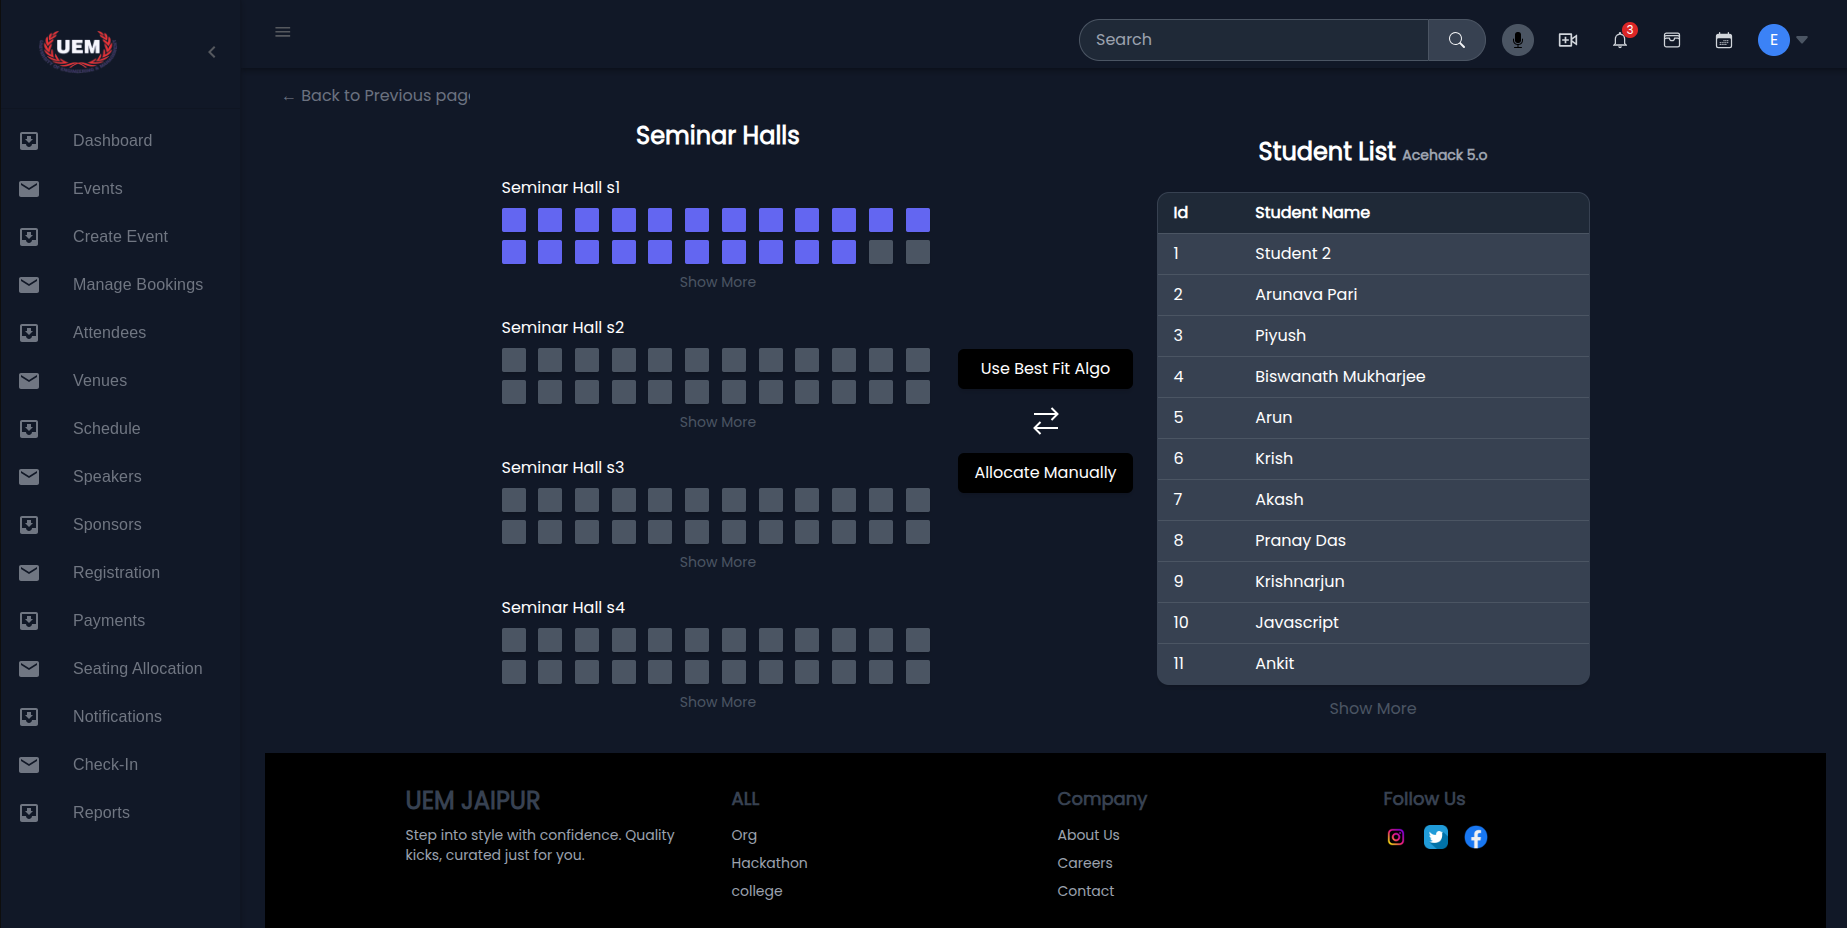 UEM
Search
3
E
← Back to Previous page
Dashboard
Events
Create Event
Manage Bookings
Attendees
Venues
Schedule
Speakers
Sponsors
Registration
Payments
Seating Allocation
Notifications
Check-In
Reports
Seminar Halls
Seminar Hall s1
Show More
Seminar Hall s2
Show More
Seminar Hall s3
Show More
Seminar Hall s4
Show More
Use Best Fit Algo
Allocate Manually
Student List Acehack 5.o
Id Student Name
1 Student 2
2 Arunava Pari
3 Piyush
4 Biswanath Mukharjee
5 Arun
6 Krish
7 Akash
8 Pranay Das
9 Krishnarjun
10 Javascript
11 Ankit
Show More
UEM JAIPUR
Step into style with confidence. Quality
kicks, curated just for you.
ALL
Org
Hackathon
college
Company
About Us
Careers
Contact
Follow Us